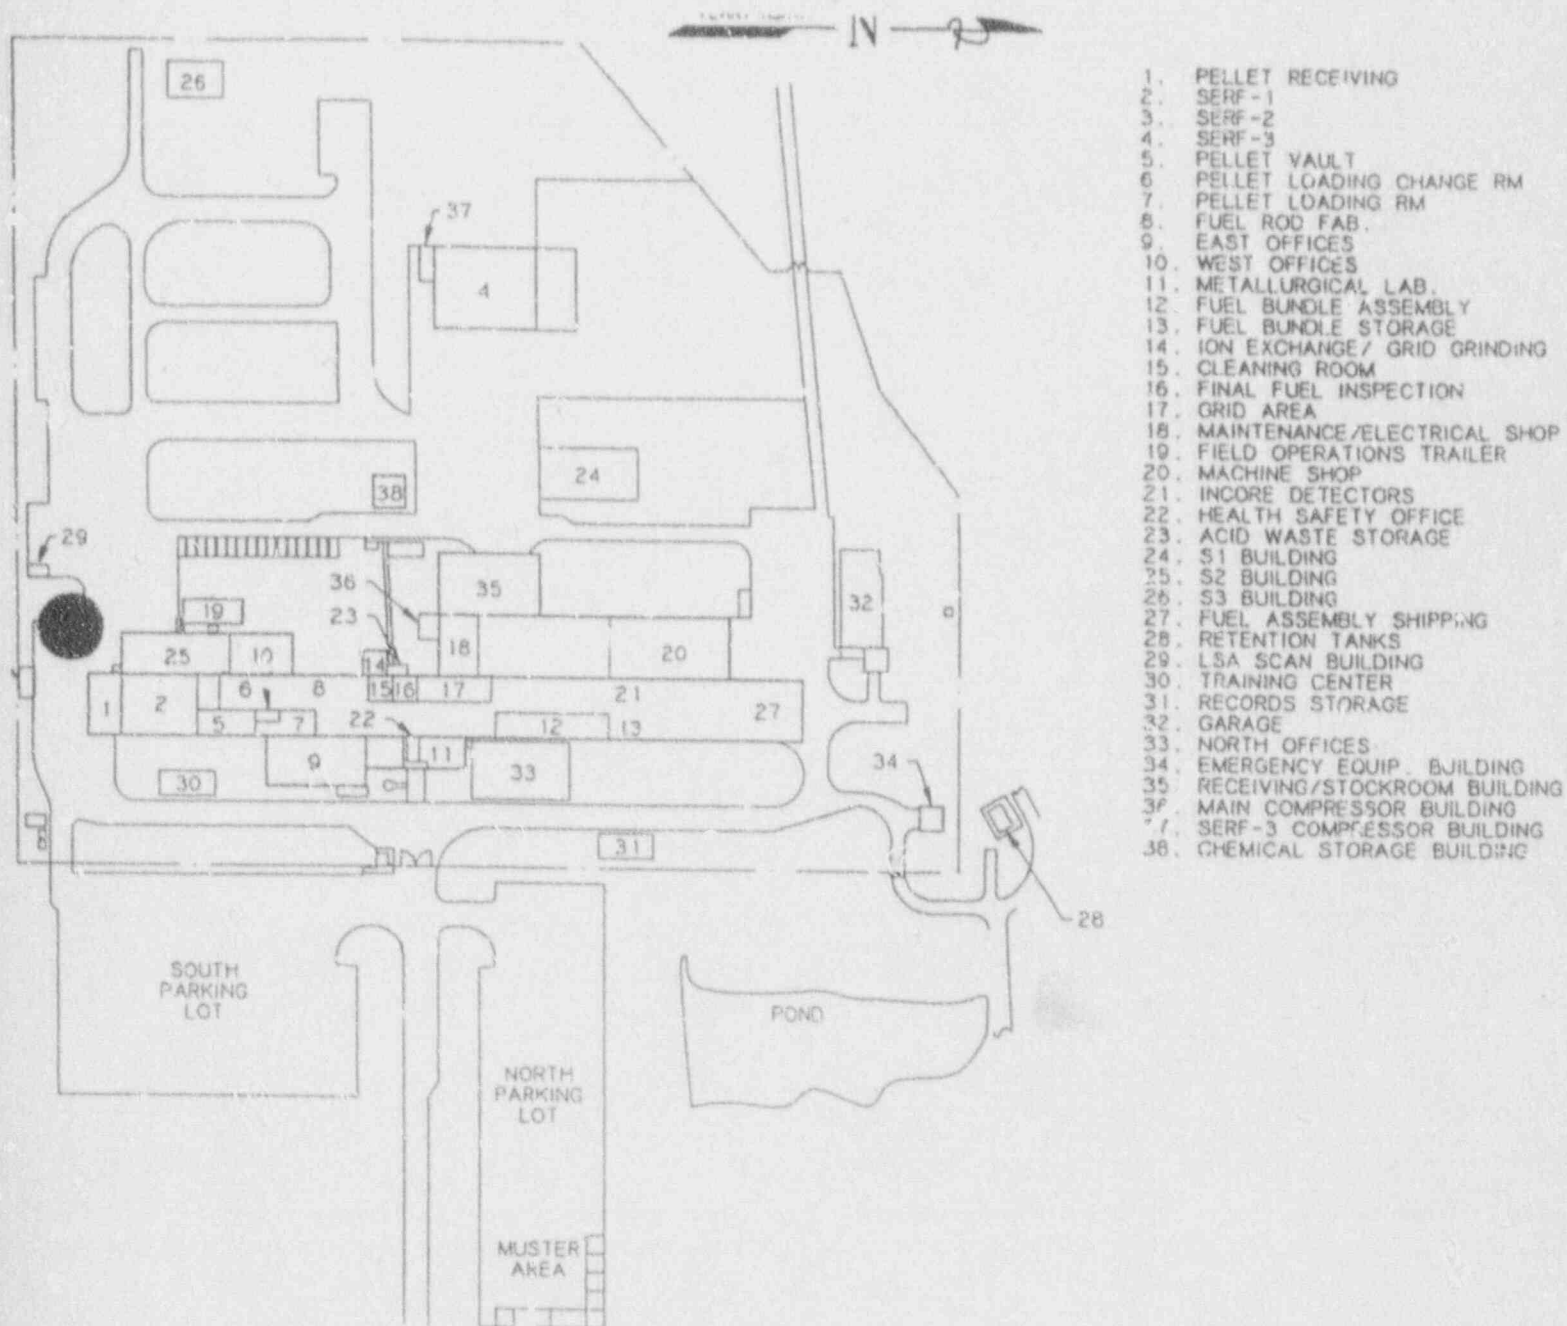 N
1. PELLET RECEIVING
2. SERF-1
3. SERF-2
4. SERF-3
5. PELLET VAULT
6 PELLET LOADING CHANGE RM
7. PELLET LOADING RM
8. FUEL ROD FAB.
9. EAST OFFICES
10. WEST OFFICES
11. METALLURGICAL LAB.
12 FUEL BUNDLE ASSEMBLY
13. FUEL BUNDLE STORAGE
14. ION EXCHANGE/ GRID GRINDING
15. CLEANING ROOM
16. FINAL FUEL INSPECTION
17. GRID AREA
18. MAINTENANCE/ELECTRICAL SHOP
19. FIELD OPERATIONS TRAILER
20. MACHINE SHOP
21. INCORE DETECTORS
22. HEALTH SAFETY OFFICE
23. ACID WASTE STORAGE
24. S1 BUILDING
25. S2 BUILDING
26. S3 BUILDING
27. FUEL ASSEMBLY SHIPPING
28. RETENTION TANKS
29. LSA SCAN BUILDING
30. TRAINING CENTER
31. RECORDS STORAGE
32. GARAGE
33. NORTH OFFICES
34. EMERGENCY EQUIP. BUILDING
35 RECEIVING/STOCKROOM BUILDING
36. MAIN COMPRESSOR BUILDING
7. SERF-3 COMPRESSOR BUILDING
38. CHEMICAL STORAGE BUILDING
26
37
4
24
38
29
36
35
32
19
23
18
20
25
10
14
1
2
6
8
15
16
17
21
27
5
7
22
12
13
11
9
33
30
34
31
28
SOUTH
PARKING
LOT
POND
NORTH
PARKING
LOT
MUSTER
AREA